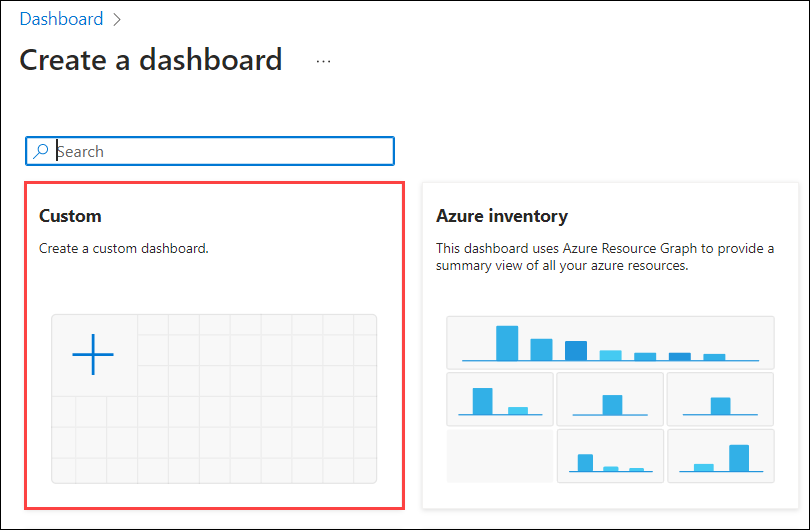 Dashboard >
Create a dashboard ...
Search
Custom
Create a custom dashboard.
Azure inventory
This dashboard uses Azure Resource Graph to provide a
summary view of all your azure resources.